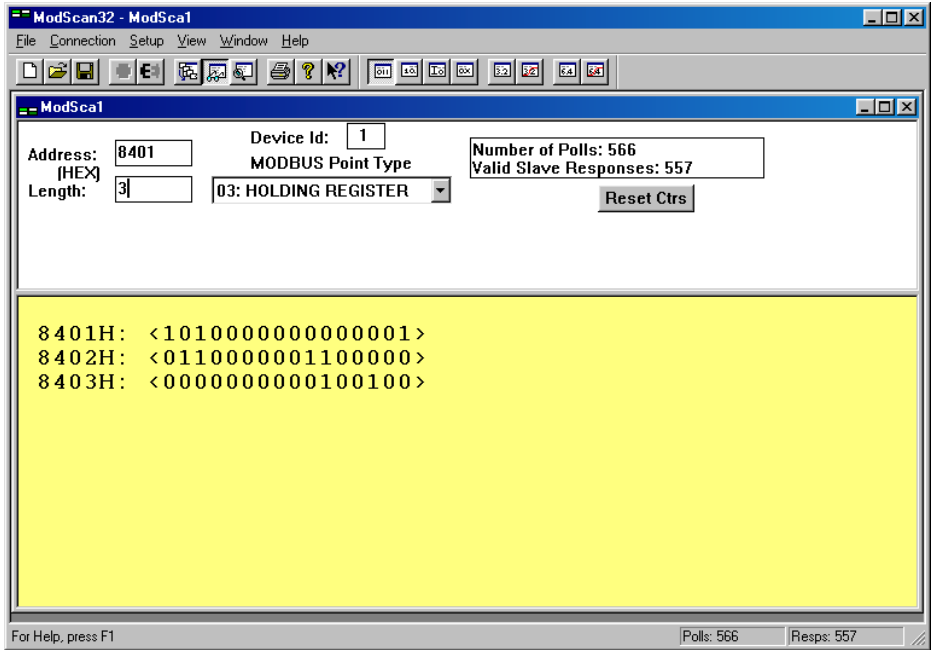 ModScan32 - ModSca1
File Connection Setup View Window Help
ModSca1
Address: 8401
(HEX)
Length: 3
Device Id: 1
MODBUS Point Type
03: HOLDING REGISTER
Number of Polls: 566
Valid Slave Responses: 557
Reset Ctrs
8401H: <1010000000000001>
8402H: <0110000001100000>
8403H: <0000000000100100>
For Help, press F1
Polls: 566
Resps: 557